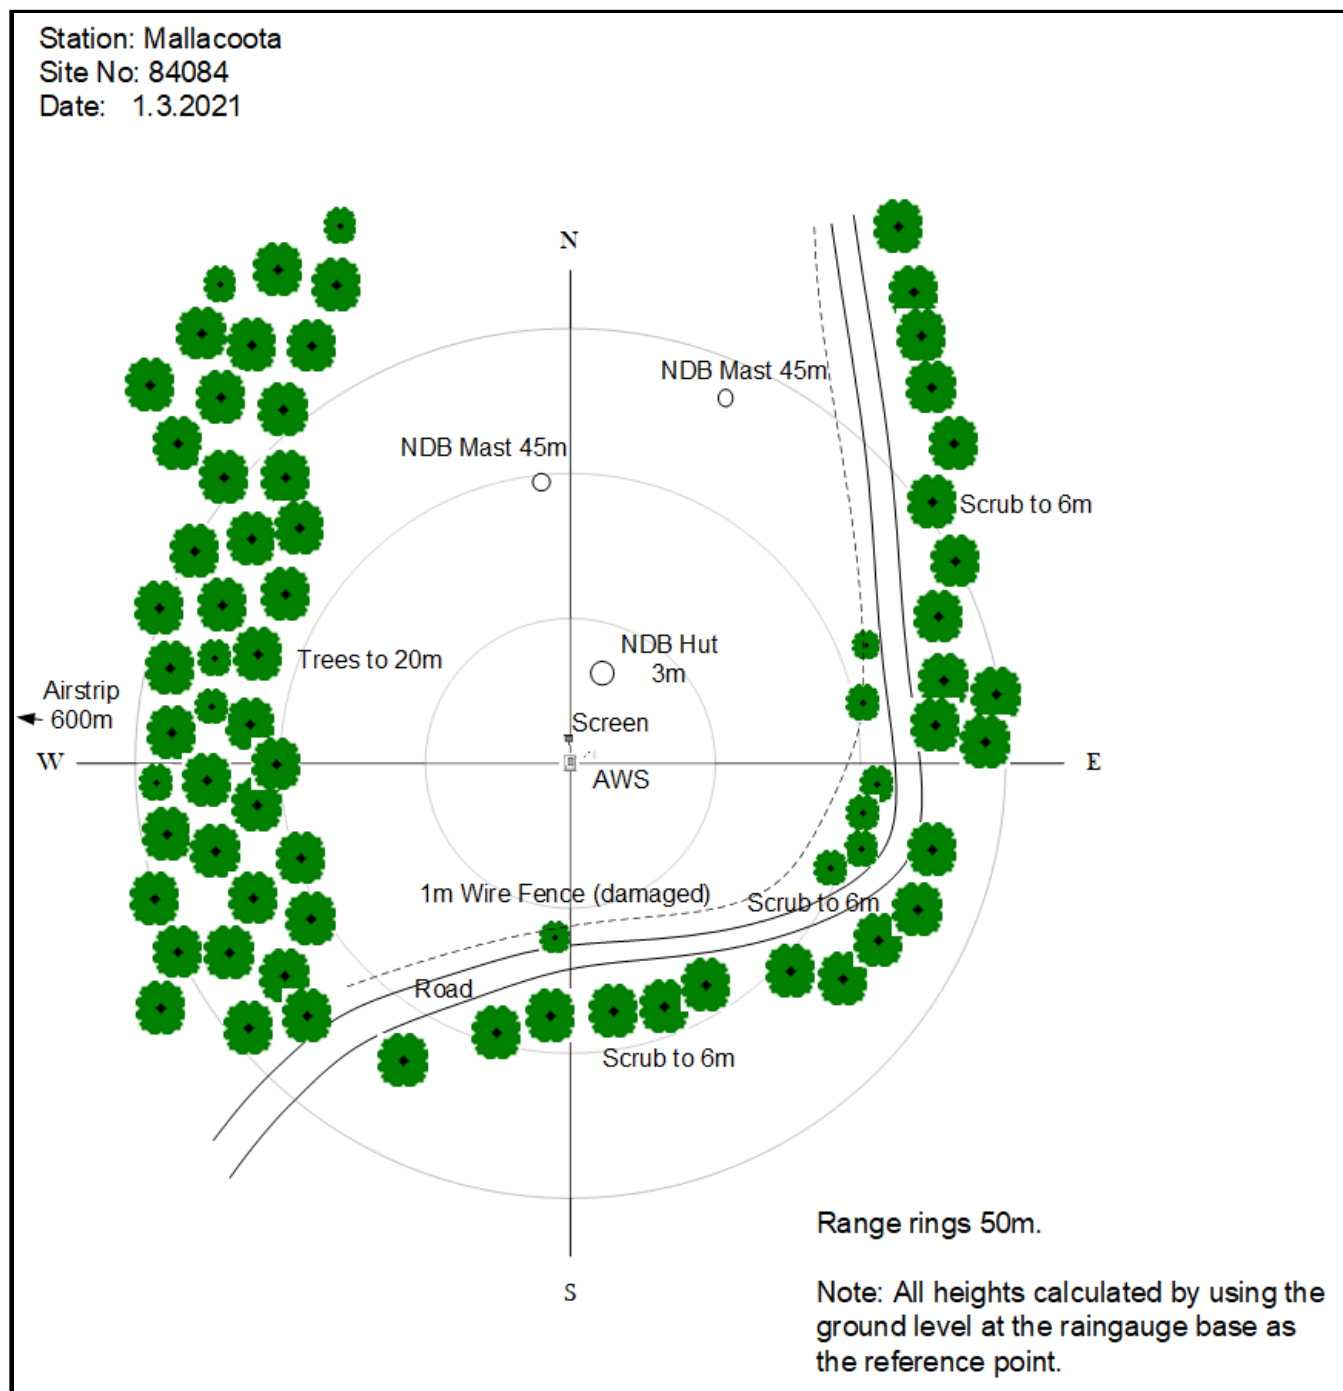 Station: Mallacoota
Site No: 84084
Date: 1.3.2021
N
NDB Mast 45m
NDB Mast 45m
Scrub to 6m
NDB Hut
3m
Trees to 20m
Airstrip
600m
Screen
W
E
AWS
1m Wire Fence (damaged)
Scrub to 6m
Road
Scrub to 6m
Range rings 50m.
S
Note: All heights calculated by using the
ground level at the raingauge base as
the reference point.